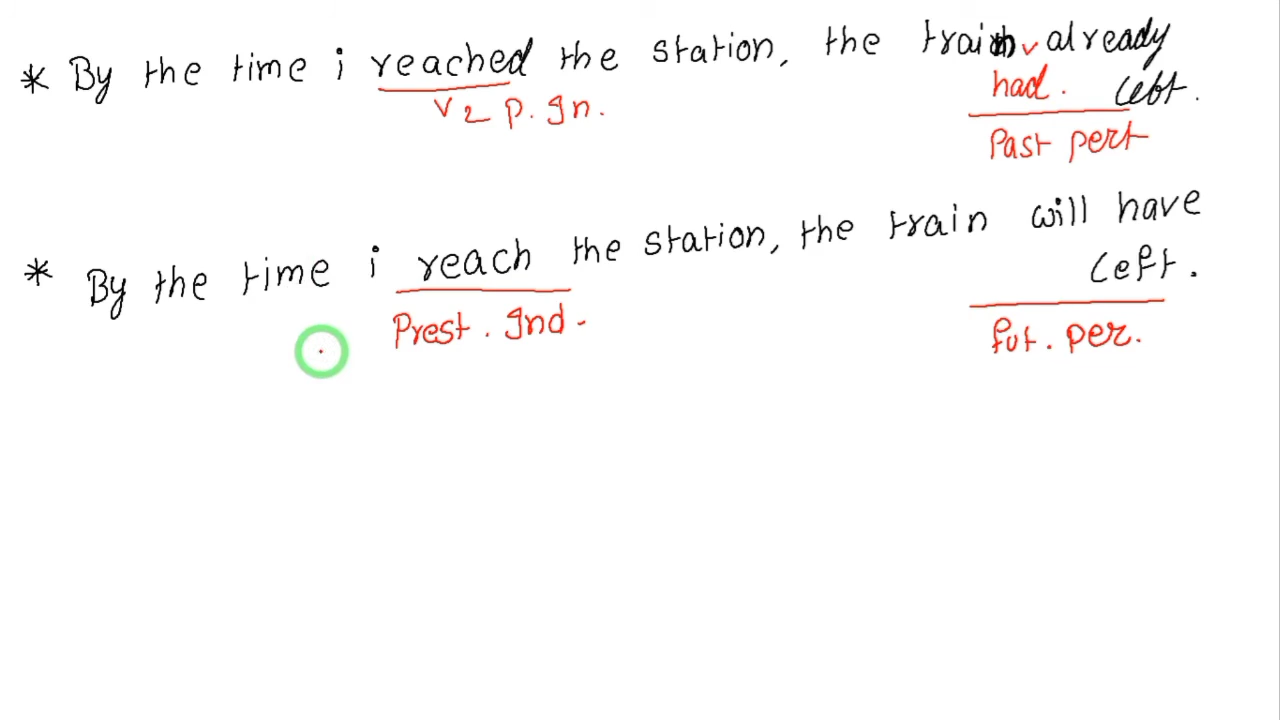 * By the time i reached the station, the train ✓ already
had. left.
V2 P. In.
Past pert
* By the time i reach the station, the train will have
left.
Prest. Ind.
fut. per.